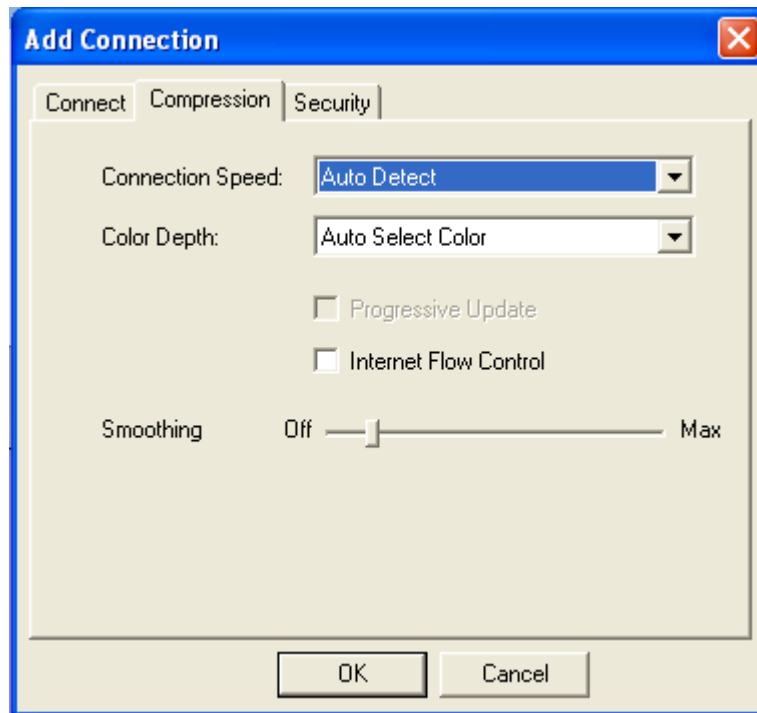 Add Connection
Connect Compression Security
Connection Speed: Auto Detect
Color Depth: Auto Select Color
Progressive Update
Internet Flow Control
Smoothing Off Max
OK Cancel